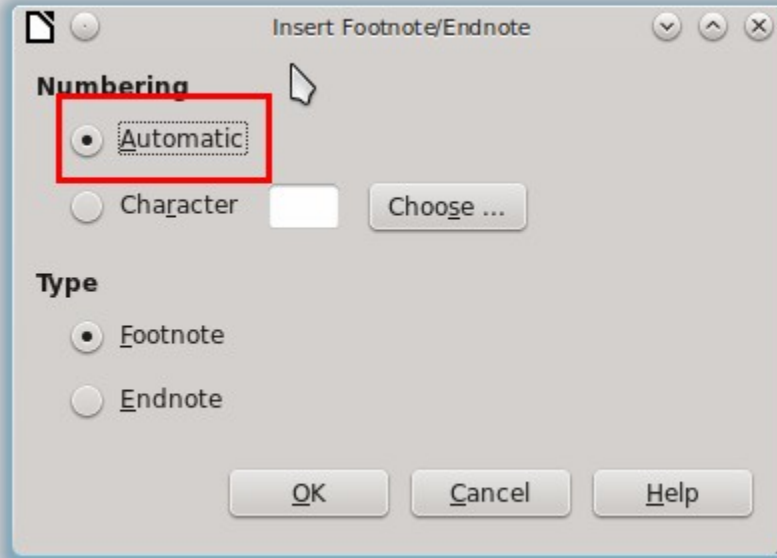 Insert Footnote/Endnote
Numbering
Automatic
Character Choose ...
Type
Footnote
Endnote
OK Cancel Help